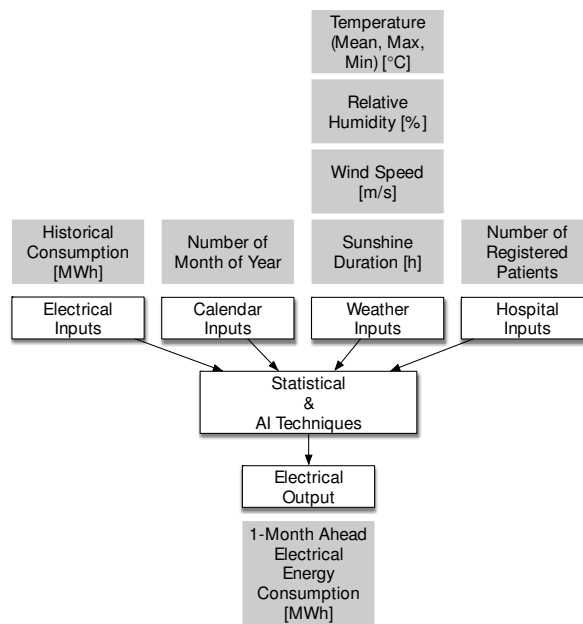 Temperature
(Mean, Max,
Min) [°C]
Relative
Humidity [%]
Wind Speed
[m/s]
Historical
Consumption
[MWh]
Number of
Month of Year
Sunshine
Duration [h]
Number of
Registered
Patients
Electrical
Inputs
Calendar
Inputs
Weather
Inputs
Hospital
Inputs
Statistical
&
AI Techniques
Electrical
Output
1-Month Ahead
Electrical
Energy
Consumption
[MWh]